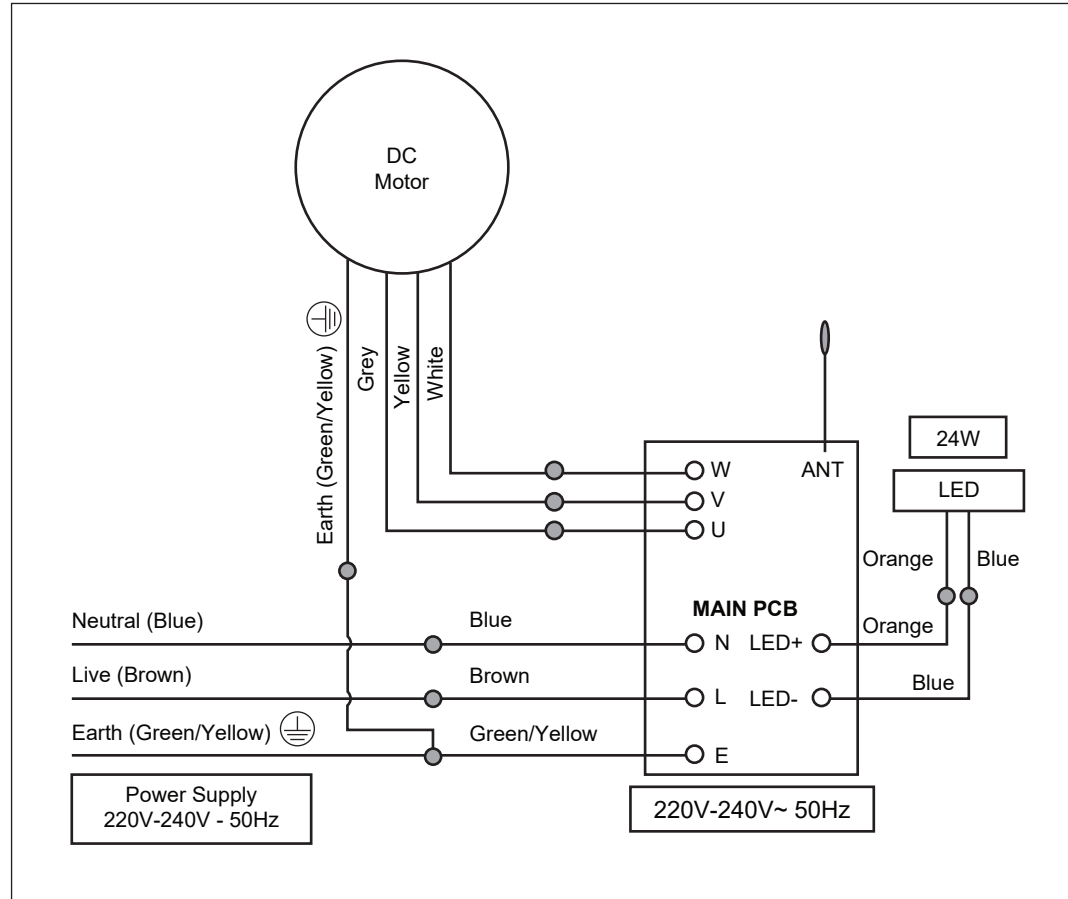 DC
Motor
Earth (Green/Yellow)
Grey
Yellow
White
W
V
U
ANT
24W
LED
Orange
Blue
MAIN PCB
Orange
Blue
Neutral (Blue)
Blue
N
LED+
Live (Brown)
Brown
L
LED-
Earth (Green/Yellow)
Green/Yellow
E
Power Supply
220V-240V - 50Hz
220V-240V~ 50Hz